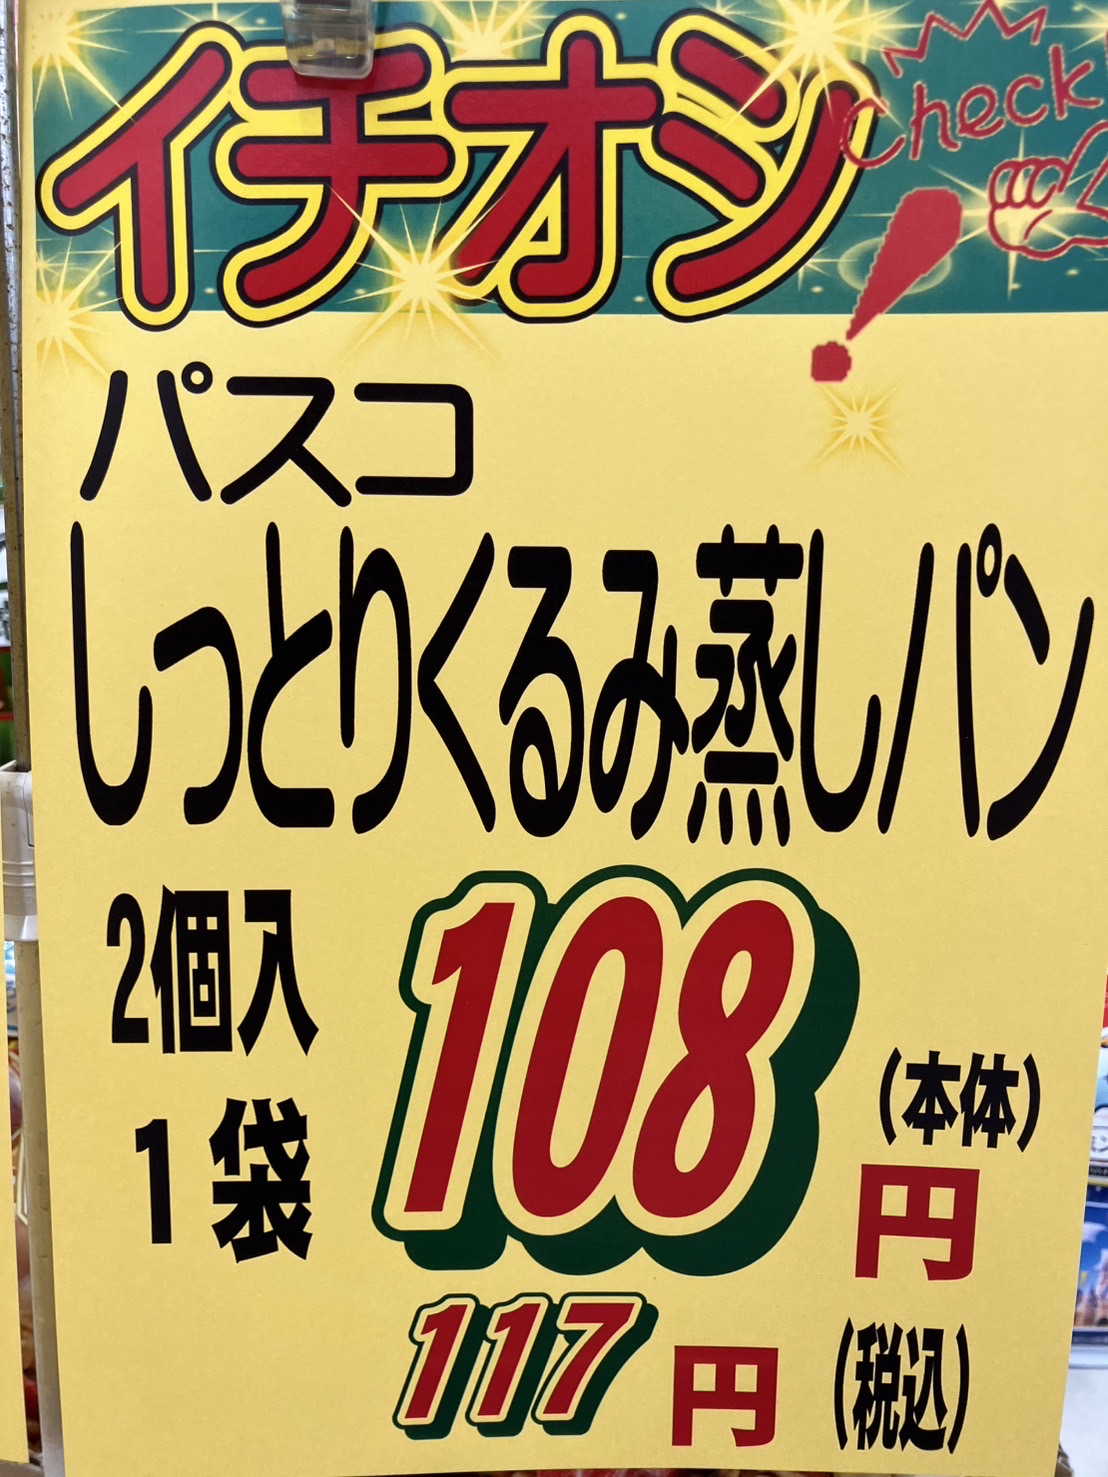 イチオシ
Check
!
パスコ
しっとりくるみ蒸しパン
2個入
1袋
108
(本体)
円
117円(税込)